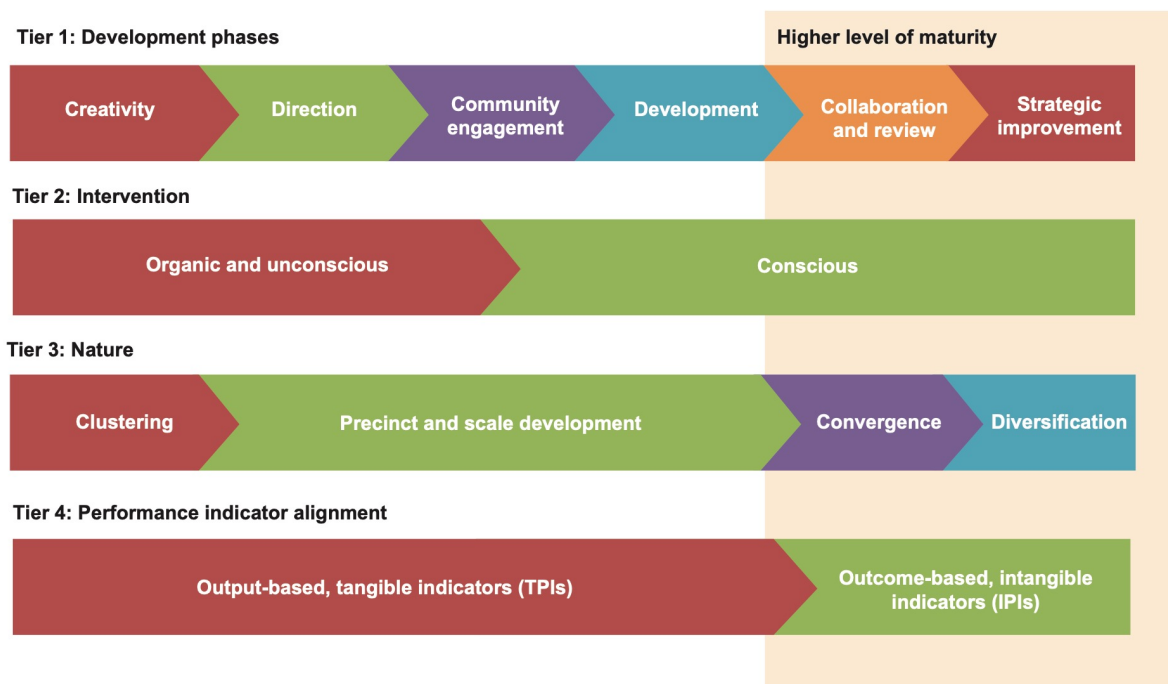 Tier 1: Development phases
Higher level of maturity
Creativity
Direction
Community
engagement
Development
Collaboration
and review
Strategic
improvement
Tier 2: Intervention
Organic and unconscious
Conscious
Tier 3: Nature
Clustering
Precinct and scale development
Convergence
Diversification
Tier 4: Performance indicator alignment
Output-based, tangible indicators (TPIs)
Outcome-based, intangible
indicators (IPIs)